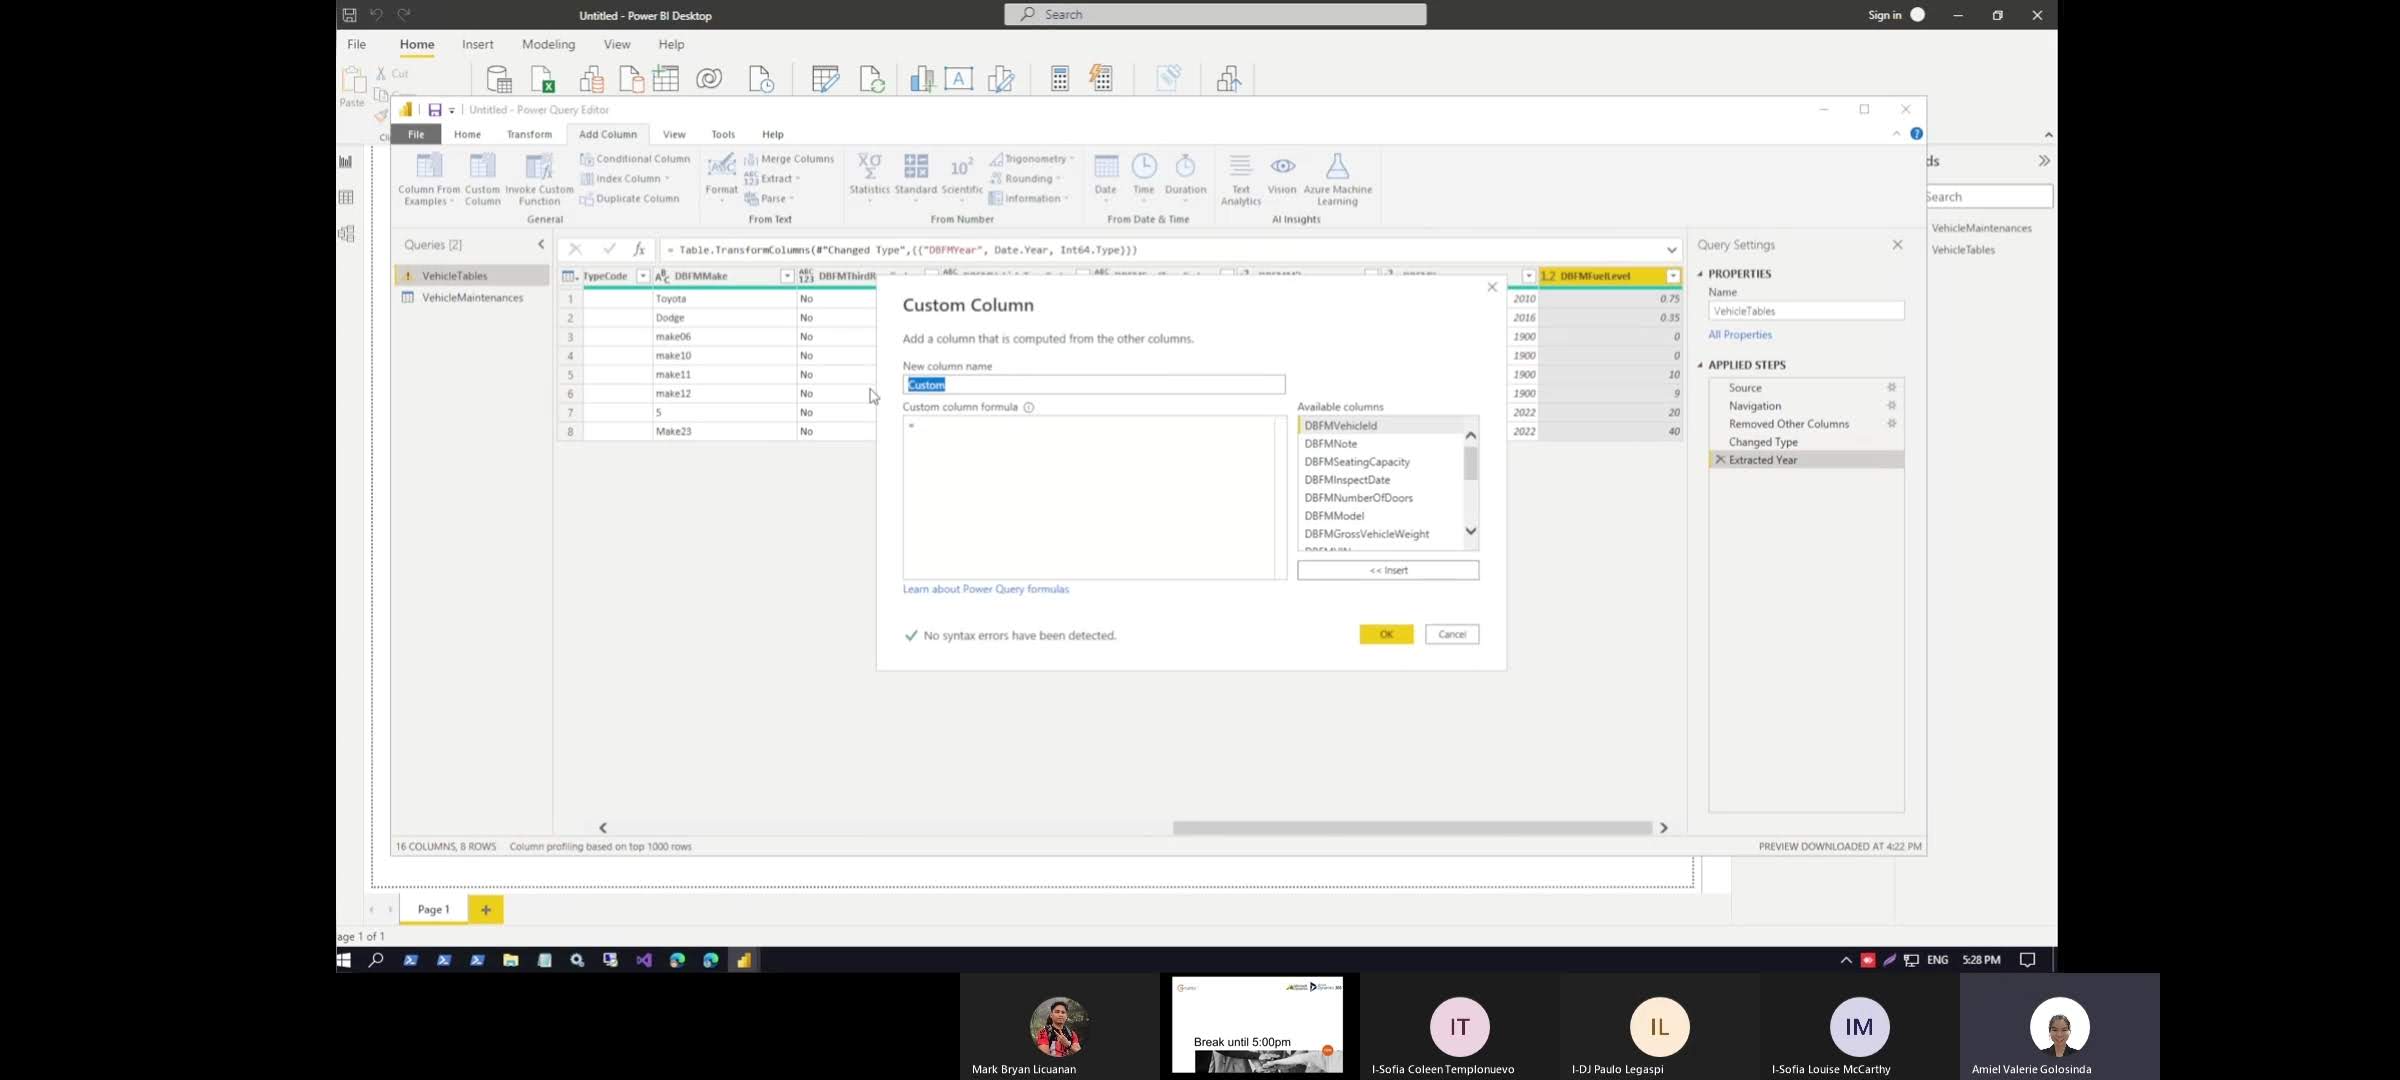 Untitled - Power BI Desktop
Search
Sign in
File Home Insert Modeling View Help
Cut
Paste
Untitled - Power Query Editor
File Home Transform Add Column View Tools Help
Column From Examples
Custom Column
Invoke Custom Function
Conditional Column
Index Column
Duplicate Column
General
Format
Merge Columns
Extract
Parse
From Text
Statistics
Standard
Scientific
Trigonometry
Rounding
Information
From Number
Date
Time
Duration
From Date & Time
Text Analytics
Vision
Azure Machine Learning
AI Insights
ds
Search
VehicleMaintenances
VehicleTables
Queries [2]
VehicleTables
VehicleMaintenances
= Table.TransformColumns(#"Changed Type",{{"DBFMYear", Date.Year, Int64.Type}})
TypeCode DBFMMake DBFMThirdR 1.2 DBFMFuelLevel
1 Toyota No 2010 0.75
2 Dodge No 2016 0.35
3 make06 No 1900 0
4 make10 No 1900 0
5 make11 No 1900 10
6 make12 No 1900 9
7 5 No 2022 20
8 Make23 No 2022 40
Custom Column
Add a column that is computed from the other columns.
New column name
Custom
Custom column formula
=
Available columns
DBFMVehicleId
DBFMNote
DBFMSeatingCapacity
DBFMInspectDate
DBFMNumberOfDoors
DBFMModel
DBFMGrossVehicleWeight
<< Insert
Learn about Power Query formulas
No syntax errors have been detected.
OK
Cancel
Query Settings
PROPERTIES
Name
VehicleTables
All Properties
APPLIED STEPS
Source
Navigation
Removed Other Columns
Changed Type
Extracted Year
16 COLUMNS, 8 ROWS Column profiling based on top 1000 rows
PREVIEW DOWNLOADED AT 4:22 PM
Page 1
age 1 of 1
ENG
5:28 PM
Mark Bryan Licuanan
Break until 5:00pm
IT
I-Sofia Coleen Templonuevo
IL
I-DJ Paulo Legaspi
IM
I-Sofia Louise McCarthy
Amiel Valerie Golosinda